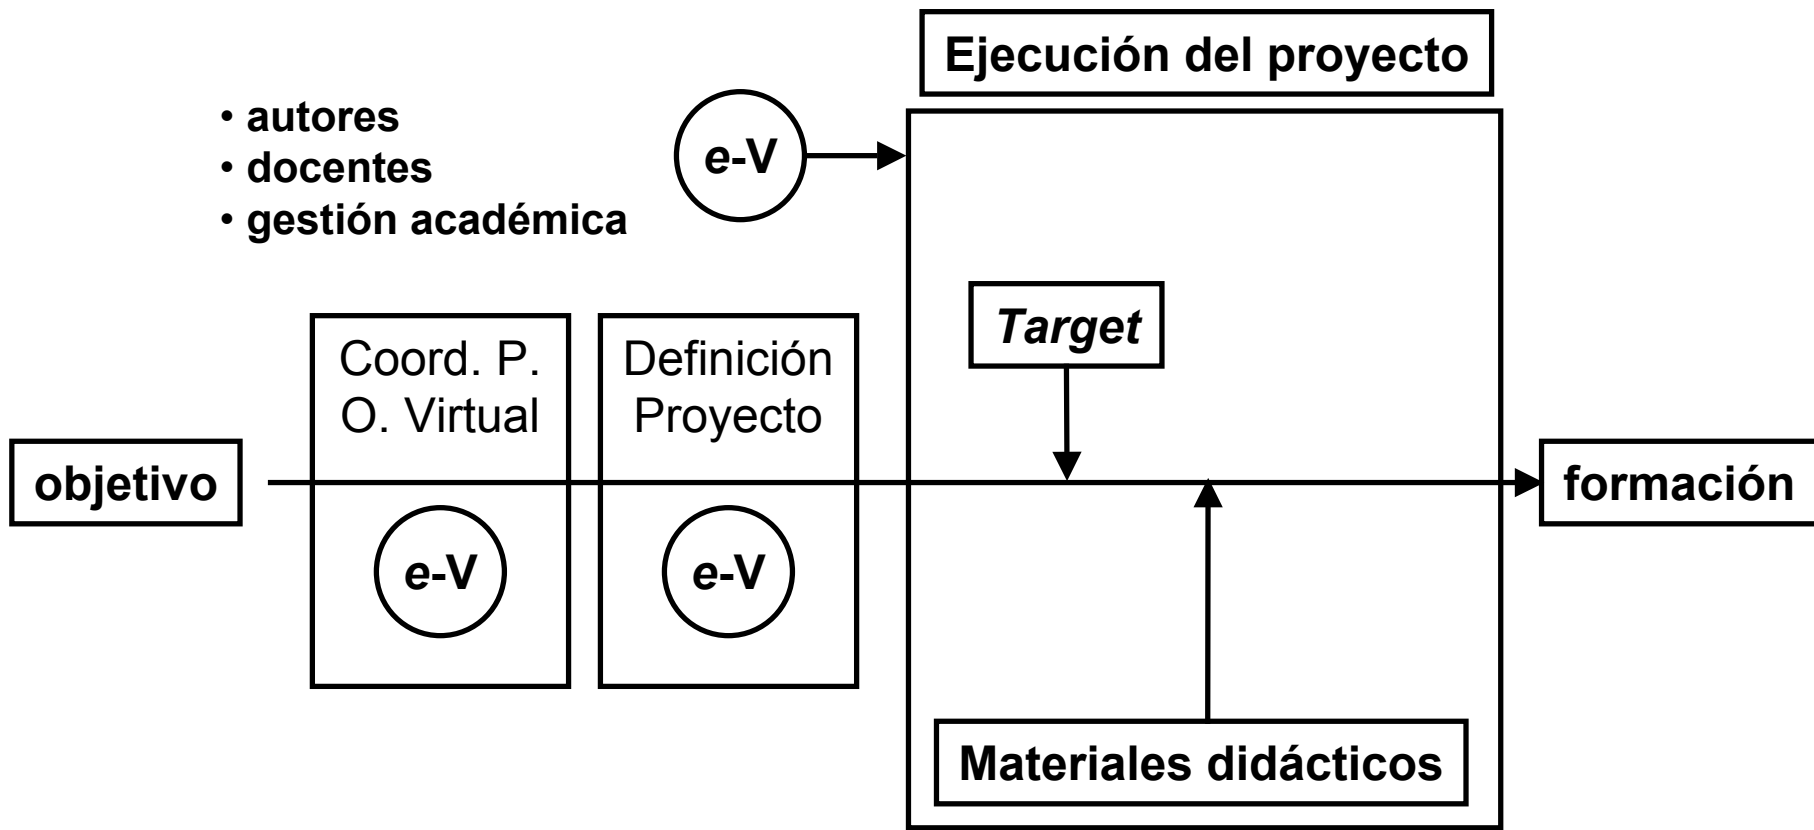 Ejecución del proyecto
• autores
• docentes
• gestión académica
e-V
Target
Coord. P.
O. Virtual
Definición
Proyecto
objetivo
formación
e-V
e-V
Materiales didácticos